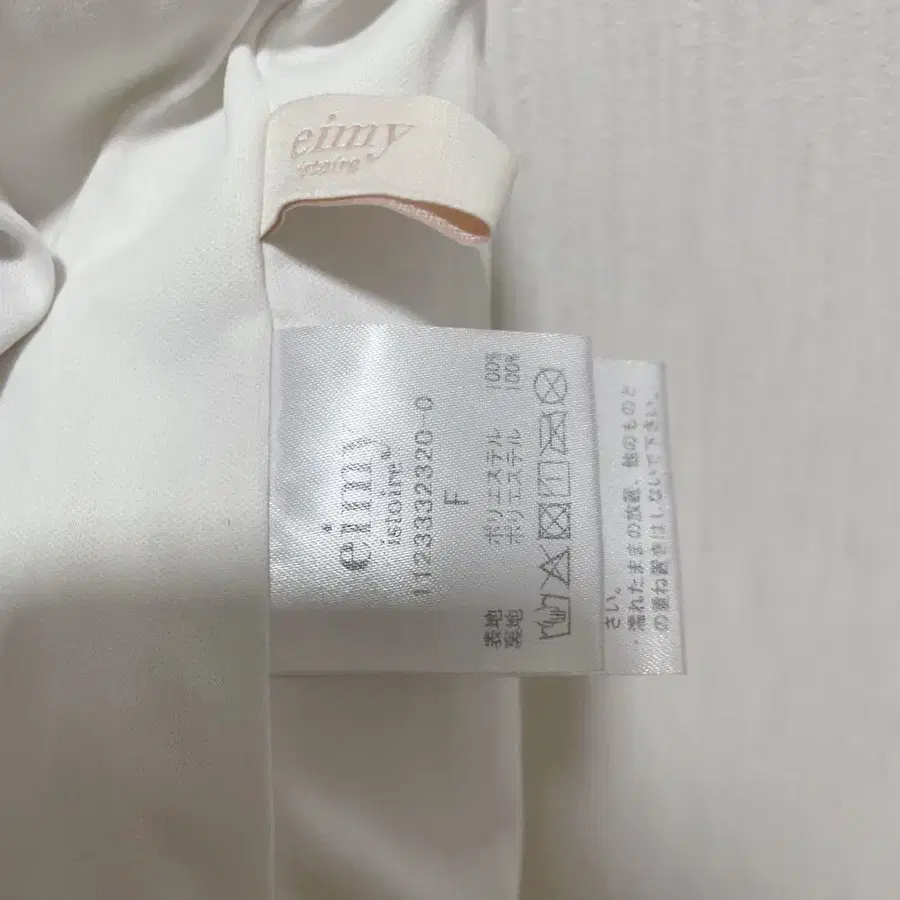 eimy
istoire
eimy
istoire
1123332320-0
F
表地 ポリエステル 100%
裏地 ポリエステル 100%
さい。
・濡れたままの放置、他のものと
の重ね置きはしないで下さい。